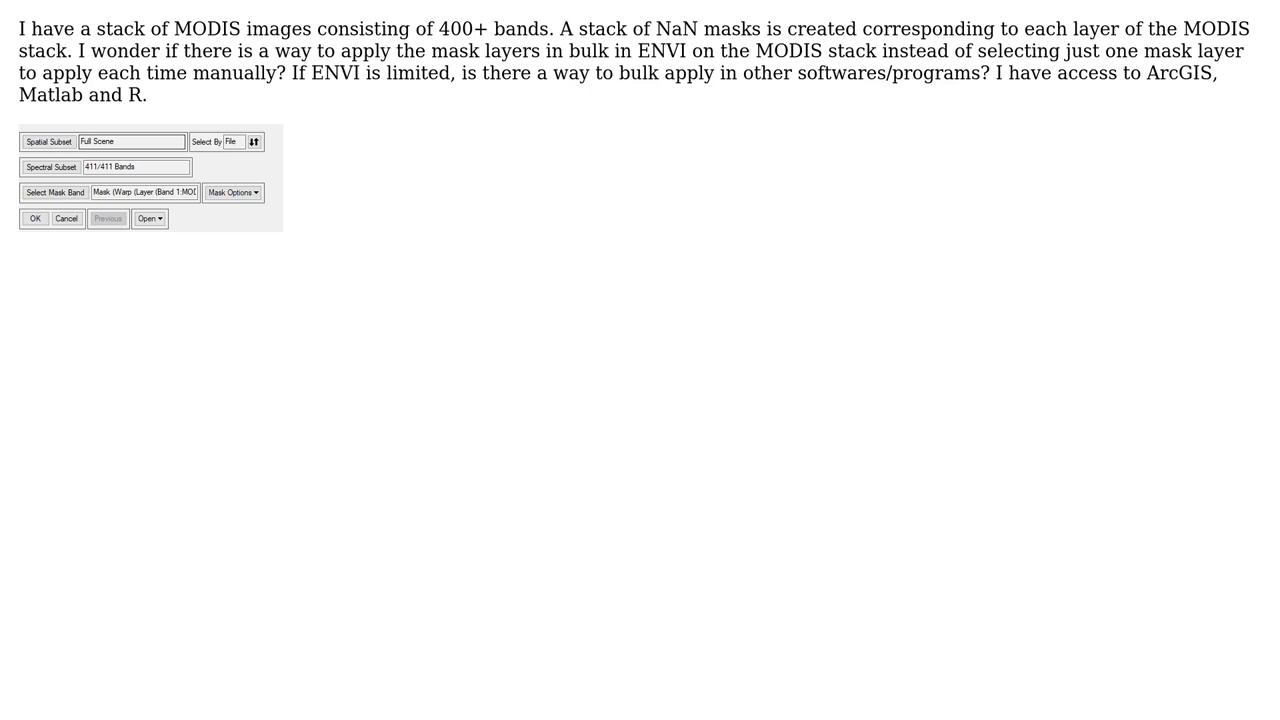 I have a stack of MODIS images consisting of 400+ bands. A stack of NaN masks is created corresponding to each layer of the MODIS
stack. I wonder if there is a way to apply the mask layers in bulk in ENVI on the MODIS stack instead of selecting just one mask layer
to apply each time manually? If ENVI is limited, is there a way to bulk apply in other softwares/programs? I have access to ArcGIS,
Matlab and R.
Spatial Subset Full Scene Select By File
Spectral Subset 411/411 Bands
Select Mask Band Mask (Warp (Layer (Band 1:MOD Mask Options
OK Cancel Previous Open